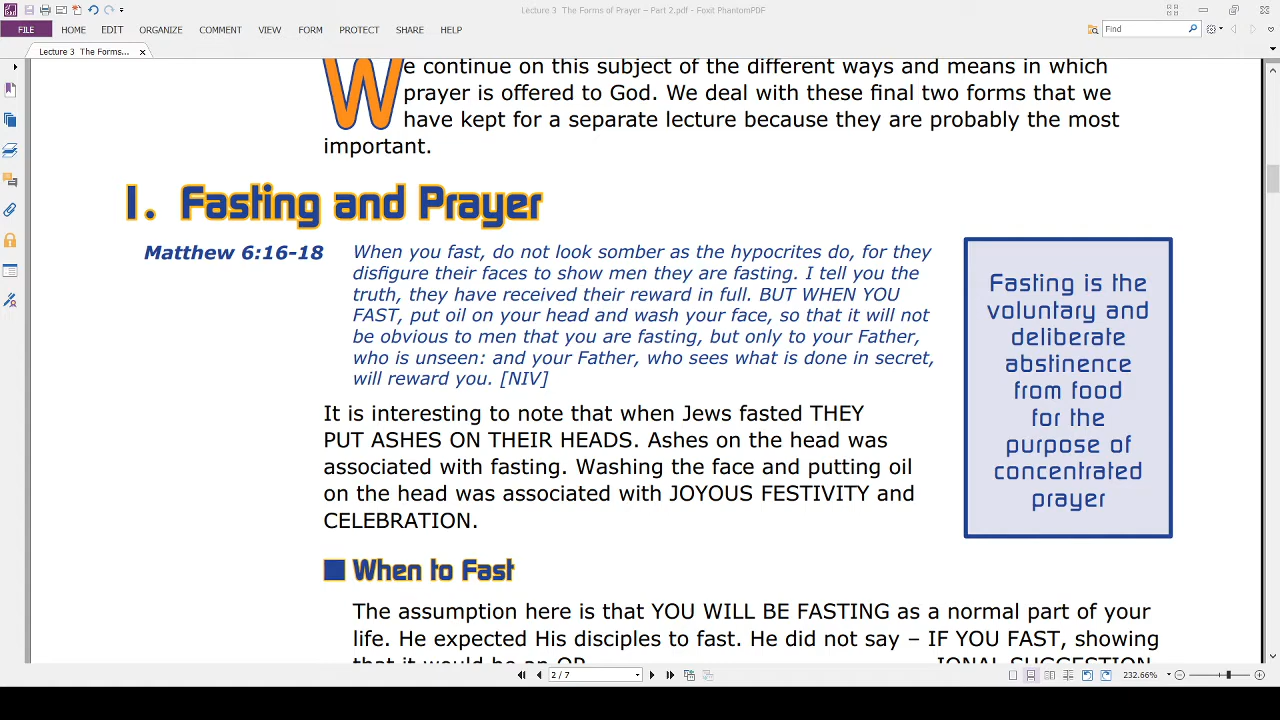 Lecture 3 The Forms of Prayer – Part 2.pdf - Foxit PhantomPDF
FILE HOME EDIT ORGANIZE COMMENT VIEW FORM PROTECT SHARE HELP
Find
Lecture 3 The Forms...
We continue on this subject of the different ways and means in which
prayer is offered to God. We deal with these final two forms that we
have kept for a separate lecture because they are probably the most
important.
I. Fasting and Prayer
Matthew 6:16-18
When you fast, do not look somber as the hypocrites do, for they
disfigure their faces to show men they are fasting. I tell you the
truth, they have received their reward in full. BUT WHEN YOU
FAST, put oil on your head and wash your face, so that it will not
be obvious to men that you are fasting, but only to your Father,
who is unseen: and your Father, who sees what is done in secret,
will reward you. [NIV]
Fasting is the
voluntary and
deliberate
abstinence
from food
for the
purpose of
concentrated
prayer
It is interesting to note that when Jews fasted THEY
PUT ASHES ON THEIR HEADS. Ashes on the head was
associated with fasting. Washing the face and putting oil
on the head was associated with JOYOUS FESTIVITY and
CELEBRATION.
When to Fast
The assumption here is that YOU WILL BE FASTING as a normal part of your
life. He expected His disciples to fast. He did not say – IF YOU FAST, showing
that it would be an OP IONAL SUGGESTION
2 / 7
232.66%